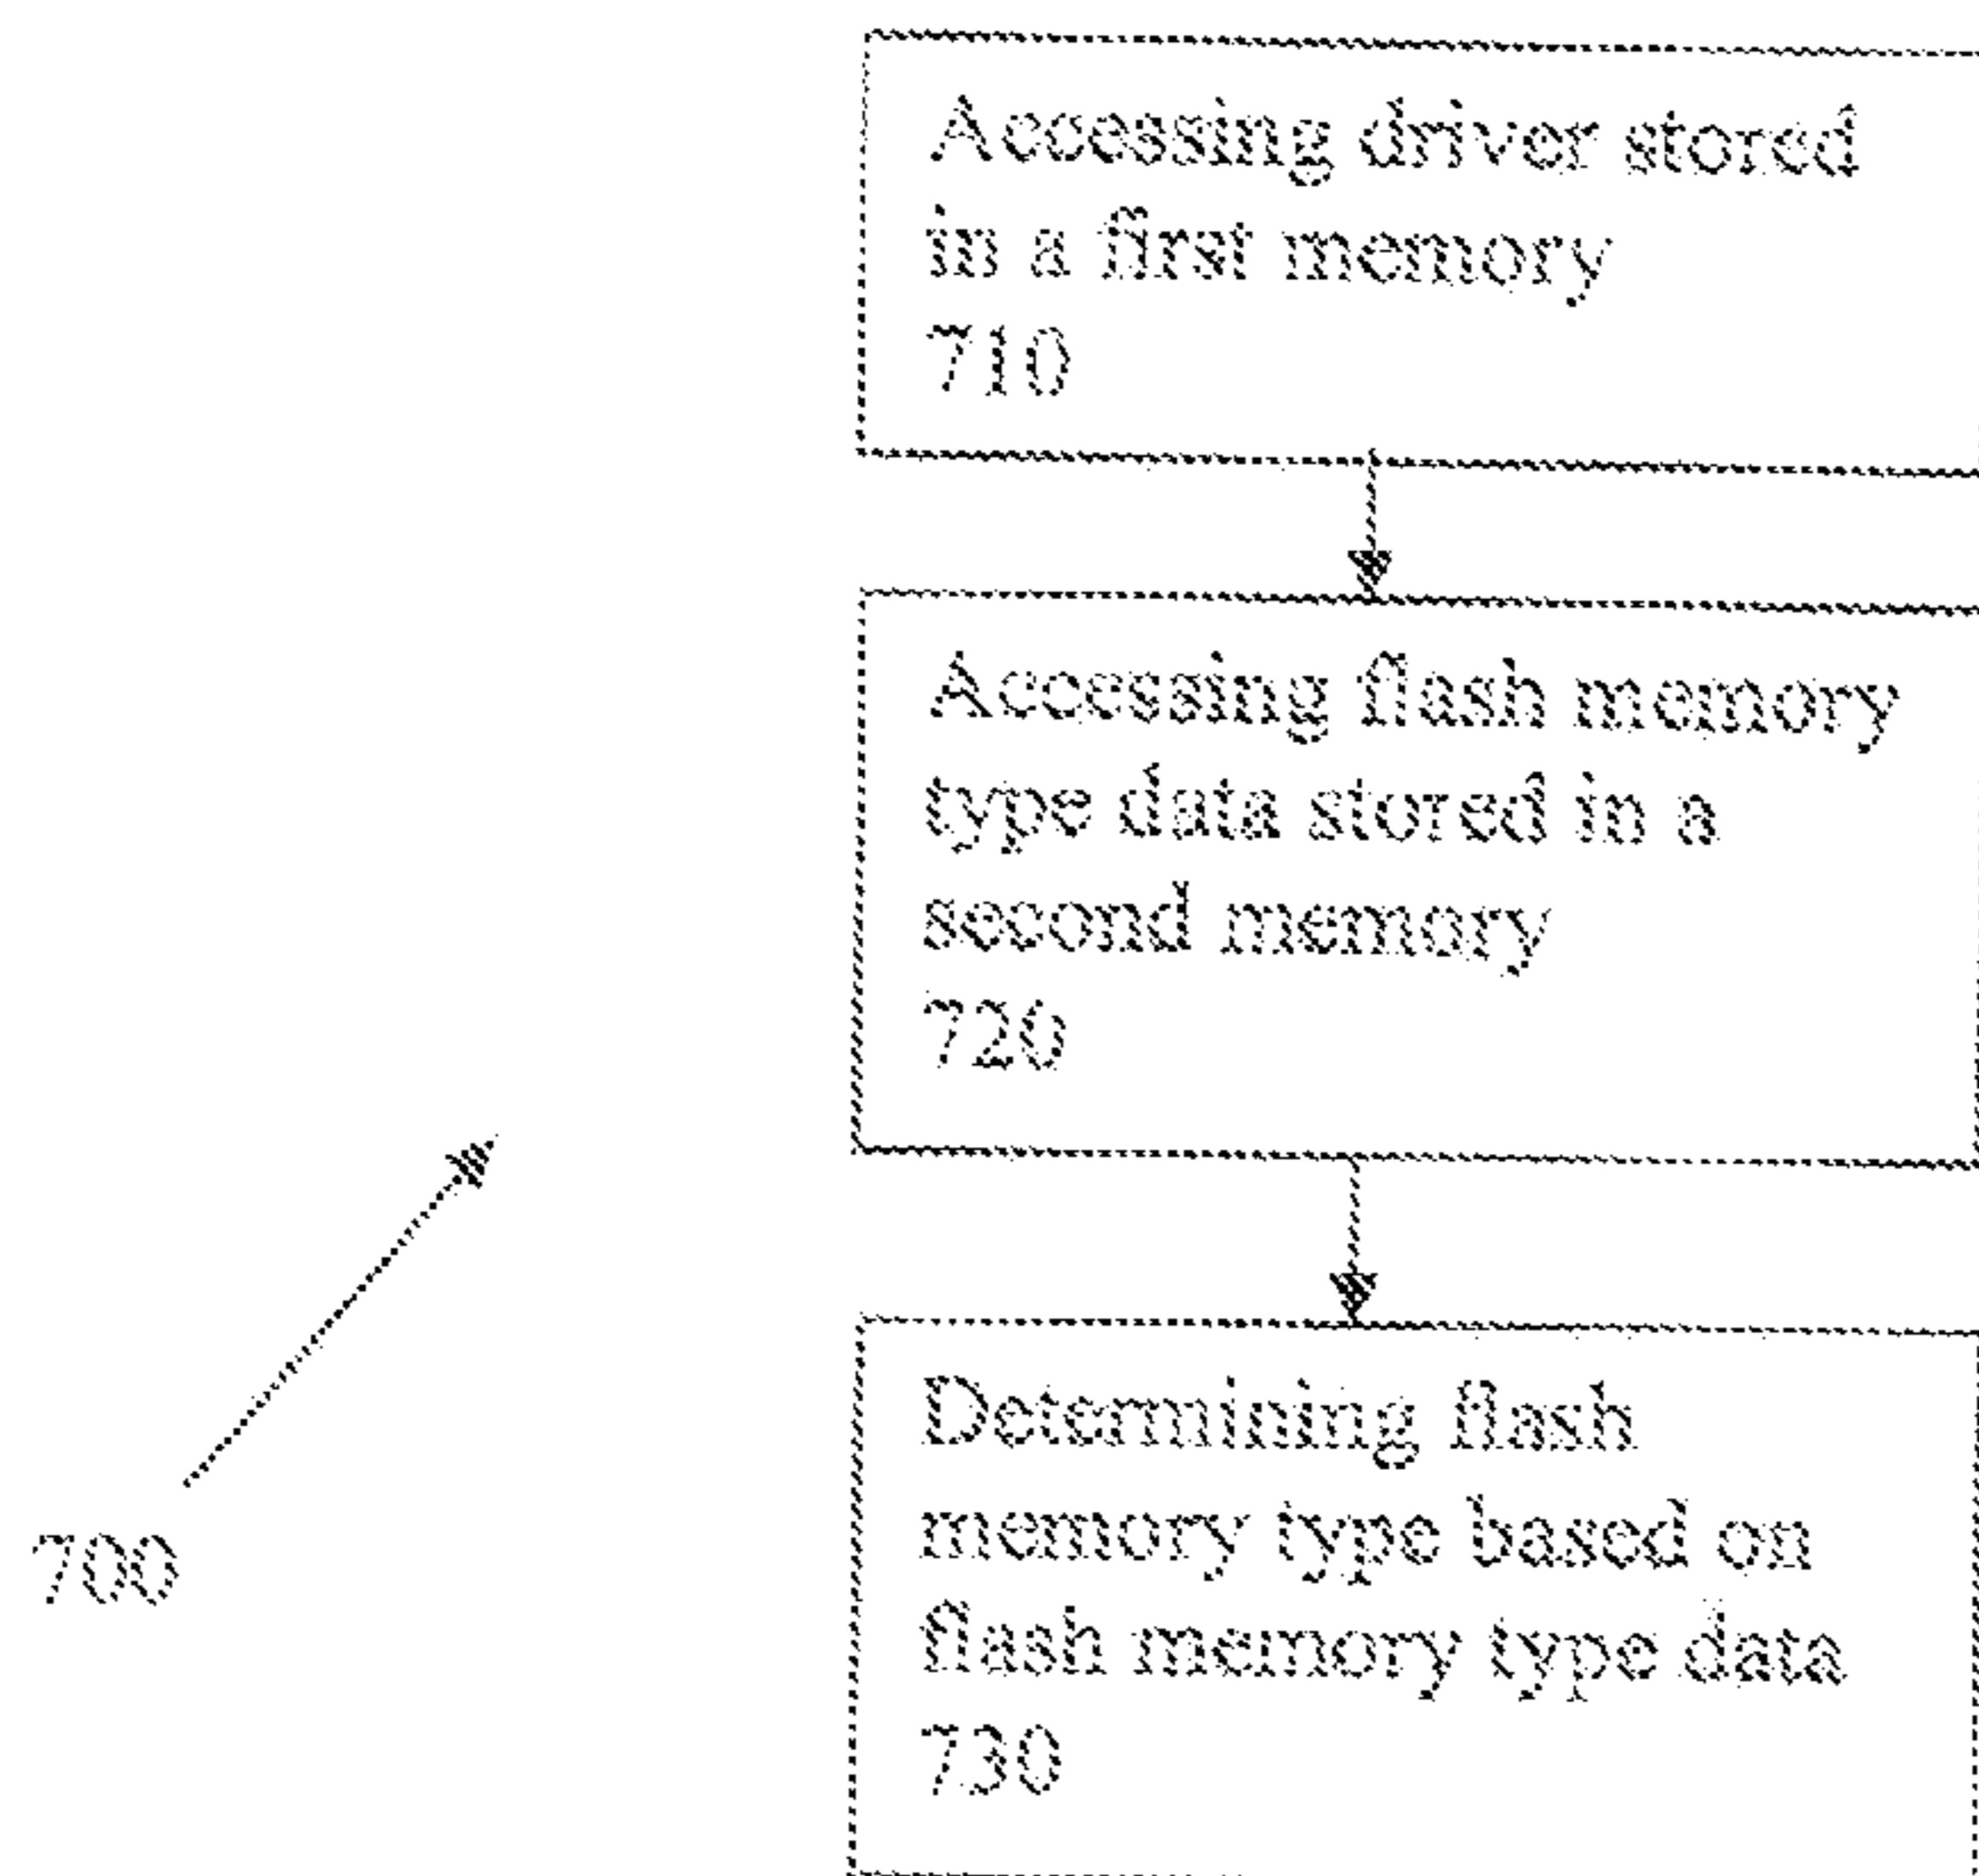 Accessing driver stored
in a first memory
710
Accessing flash memory
type data stored in a
second memory
720
Determining flash
memory type based on
flash memory type data
730
700